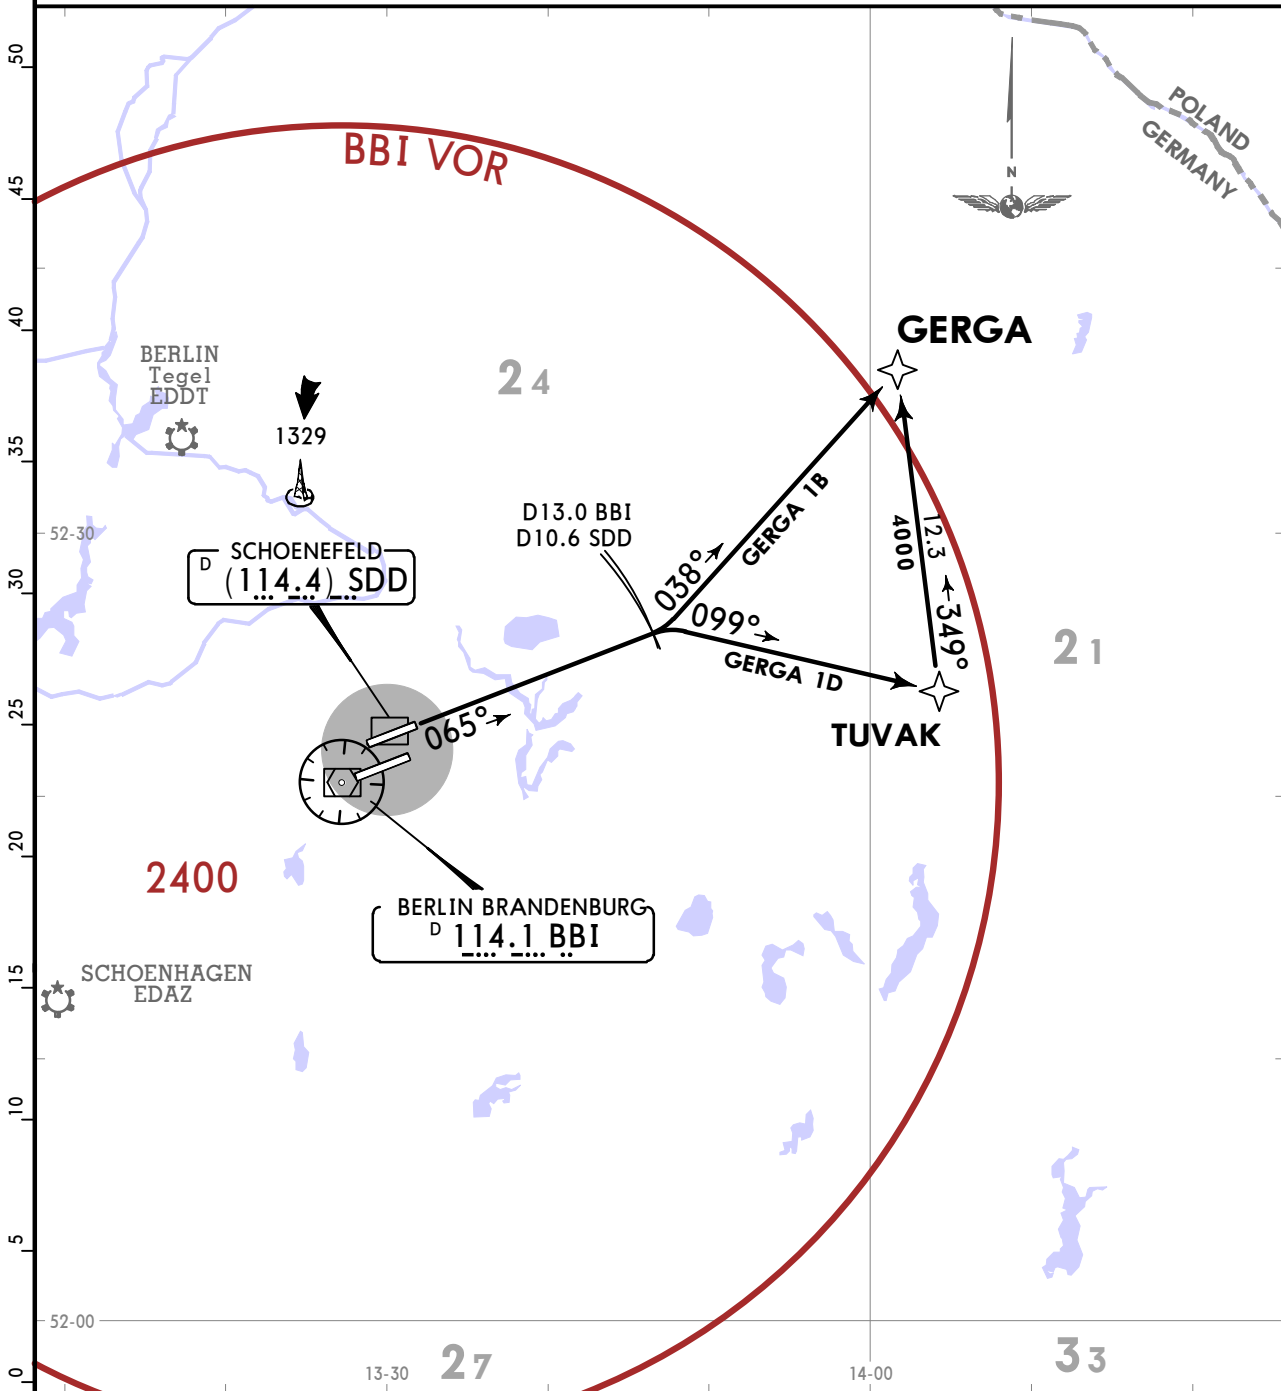 50
45
40
35
30
25
20
15
10
5
0
POLAND
GERMANY
N
BBI VOR
GERGA
BERLIN
Tegel
EDDT
24
1329
D13.0 BBI
D10.6 SDD
52-30
SCHOENEFELD
D (114.4) SDD
GERGA 1B
038°
12.3
4000
349°
099°
GERGA 1D
21
065°
TUVAK
2400
BERLIN BRANDENBURG
D 114.1 BBI
SCHOENHAGEN
EDAZ
52-00
13-30
27
14-00
33